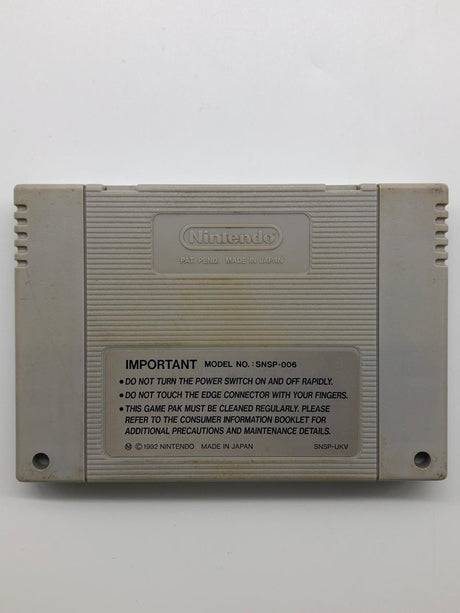 Nintendo
PAT. PEND. MADE IN JAPAN
IMPORTANT MODEL NO. : SNSP-006
• DO NOT TURN THE POWER SWITCH ON AND OFF RAPIDLY.
• DO NOT TOUCH THE EDGE CONNECTOR WITH YOUR FINGERS.
• THIS GAME PAK MUST BE CLEANED REGULARLY. PLEASE
REFER TO THE CONSUMER INFORMATION BOOKLET FOR
ADDITIONAL PRECAUTIONS AND MAINTENANCE DETAILS.
Ⓜ ©1992 NINTENDO MADE IN JAPAN SNSP-UKV